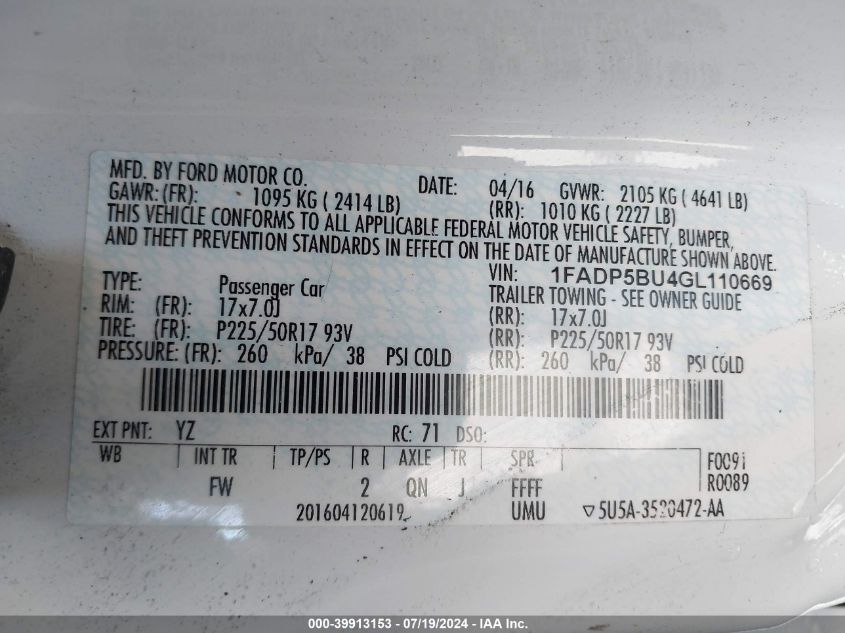 MFD. BY FORD MOTOR CO. DATE: 04/16 GVWR: 2105 KG ( 4641 LB)
GAWR: (FR): 1095 KG ( 2414 LB) (RR): 1010 KG ( 2227 LB)
THIS VEHICLE CONFORMS TO ALL APPLICABLE FEDERAL MOTOR VEHICLE SAFETY, BUMPER,
AND THEFT PREVENTION STANDARDS IN EFFECT ON THE DATE OF MANUFACTURE SHOWN ABOVE.
VIN: 1FADP5BU4GL110669
TYPE: Passenger Car TRAILER TOWING - SEE OWNER GUIDE
RIM: (FR): 17x7.0J (RR): 17x7.0J
TIRE: (FR): P225/50R17 93V (RR): P225/50R17 93V
PRESSURE: (FR): 260 kPa/ 38 PSI COLD (RR): 260 kPa/ 38 PSI COLD
EXT PNT: YZ RC: 71 DSO:
WB INT TR TP/PS R AXLE TR SPR F0091
FW 2 QN J FFFF R0089
201604120619 UMU ▽5U5A-3520472-AA
000-39913153 - 07/19/2024 - IAA Inc.